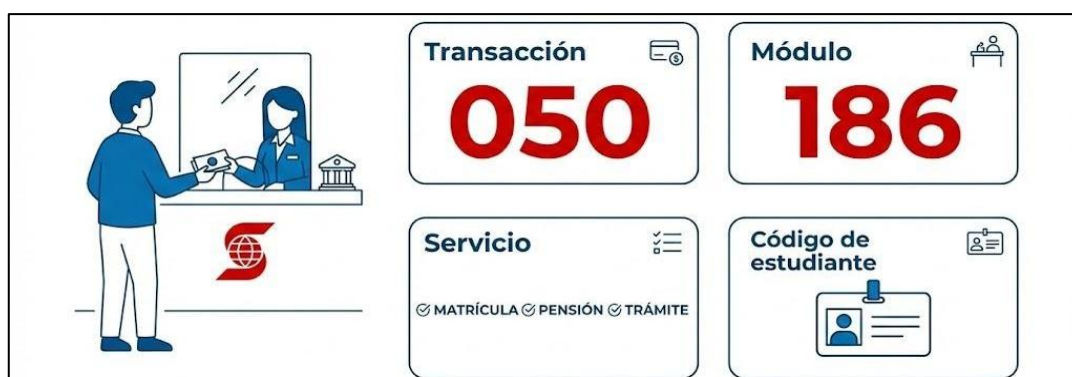 Transacción
050
Módulo
186
Servicio
MATRÍCULA PENSIÓN TRÁMITE
Código de
estudiante